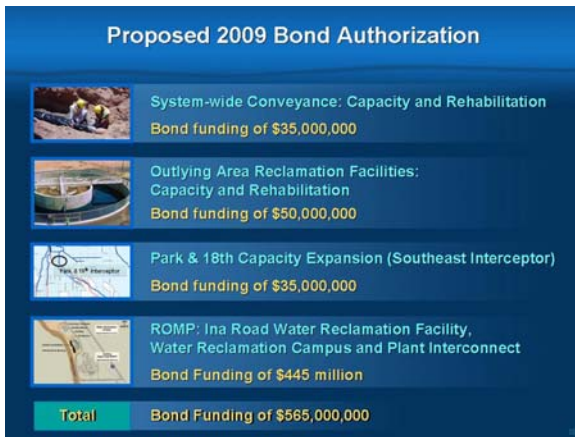 Proposed 2009 Bond Authorization
System-wide Conveyance: Capacity and Rehabilitation
Bond funding of $35,000,000
Outlying Area Reclamation Facilities:
Capacity and Rehabilitation
Bond funding of $50,000,000
Park & 18th Interceptor
Park & 18th Capacity Expansion (Southeast Interceptor)
Bond funding of $35,000,000
ROMP: Ina Road Water Reclamation Facility,
Water Reclamation Campus and Plant Interconnect
Bond Funding of $445 million
Total
Bond Funding of $565,000,000